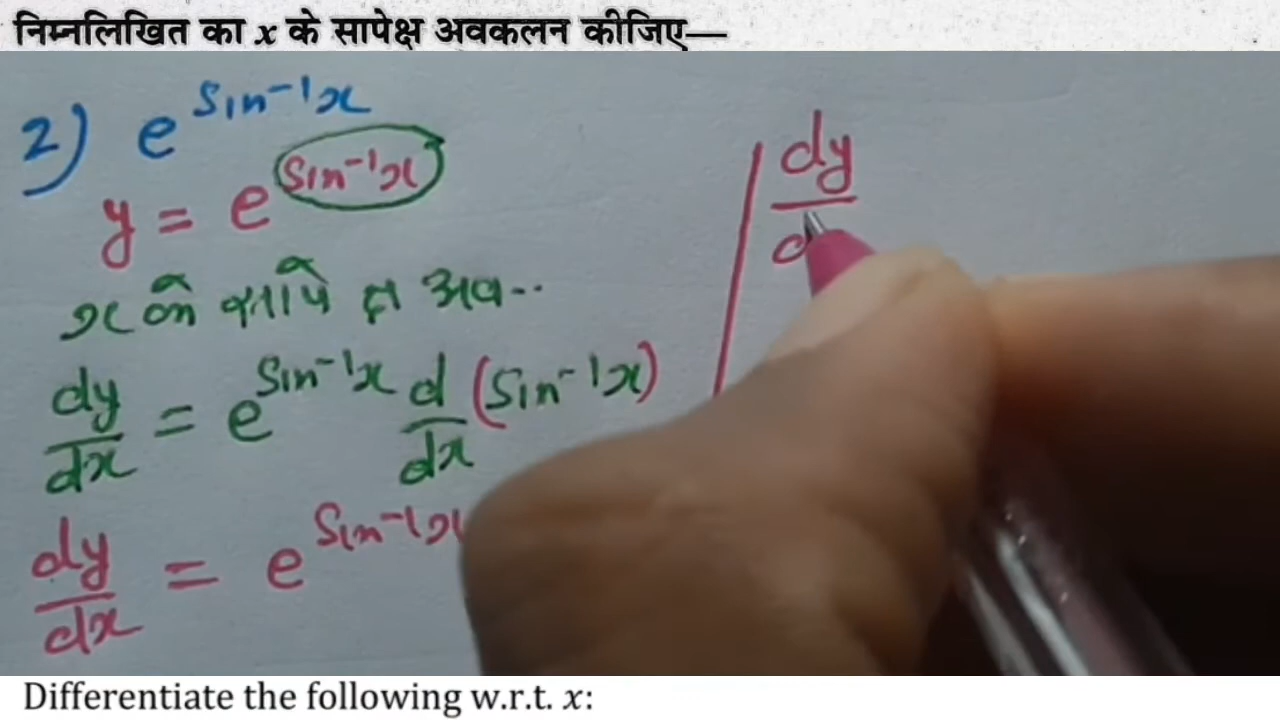 निम्नलिखित का x के सापेक्ष अवकलन कीजिए—
2) e^sin⁻¹x
y = e^sin⁻¹x
x के सापेक्ष अव--
dy/dx = e^sin⁻¹x d/dx (sin⁻¹x)
dy/dx = e^sin⁻¹x
dy
d
Differentiate the following w.r.t. x: